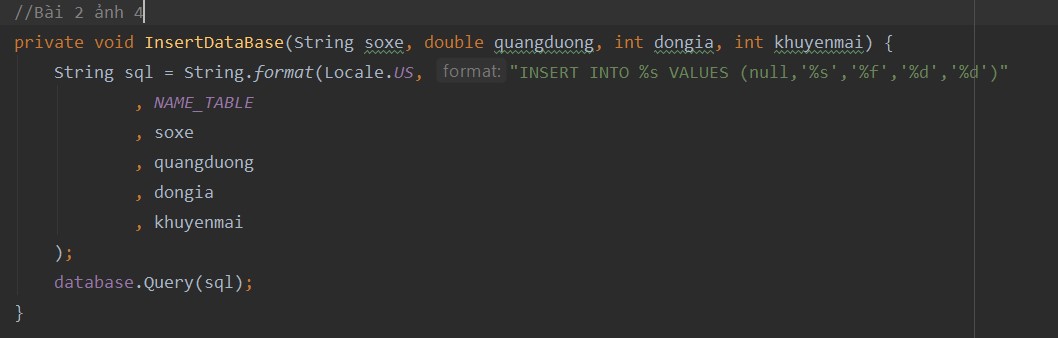 //Bài 2 ảnh 4
private void InsertDataBase(String soxe, double quangduong, int dongia, int khuyenmai) {
String sql = String.format(Locale.US, format: "INSERT INTO %s VALUES (null,'%s','%f','%d','%d')"
, NAME_TABLE
, soxe
, quangduong
, dongia
, khuyenmai
);
database.Query(sql);
}